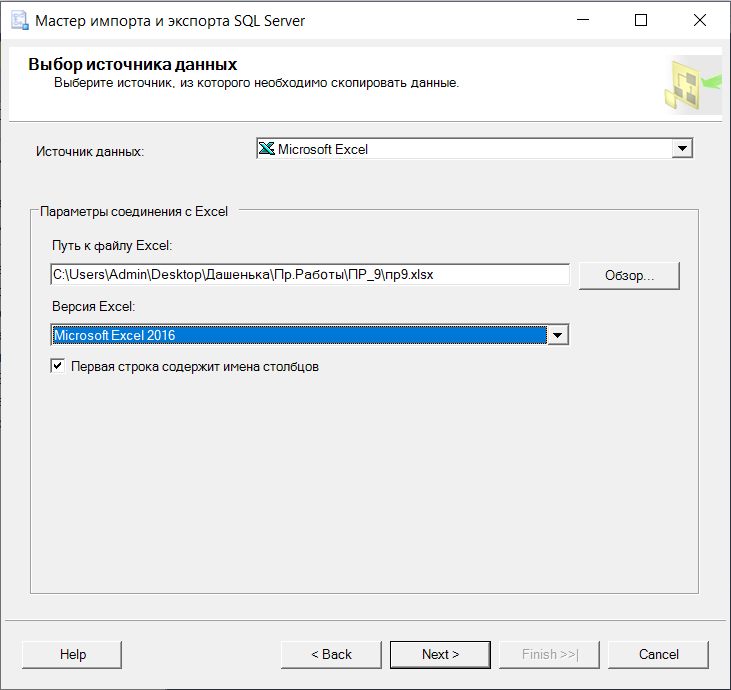 Мастер импорта и экспорта SQL Server
Выбор источника данных
Выберите источник, из которого необходимо скопировать данные.
Источник данных:
Microsoft Excel
Параметры соединения с Excel
Путь к файлу Excel:
C:\Users\Admin\Desktop\Дашенька\Пр.Работы\ПР_9\пр9.xlsx
Обзор...
Версия Excel:
Microsoft Excel 2016
Первая строка содержит имена столбцов
Help
< Back
Next >
Finish >>|
Cancel